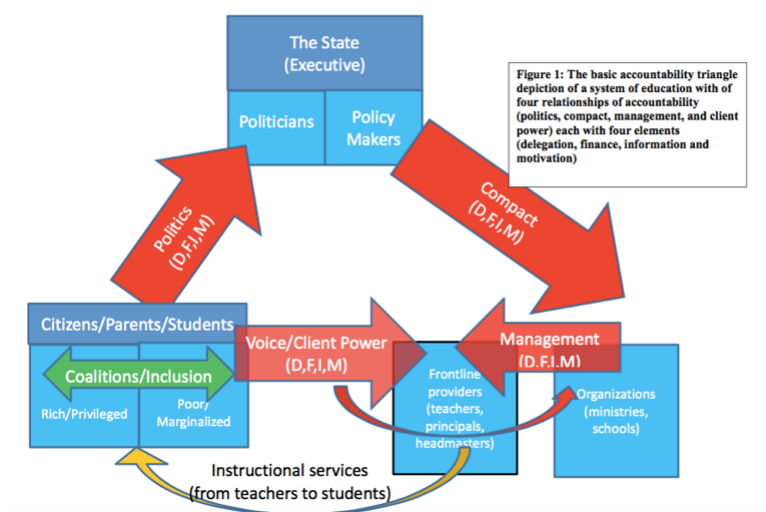 The State
(Executive)
Politicians
Policy
Makers
Figure 1: The basic accountability triangle
depiction of a system of education with of
four relationships of accountability
(politics, compact, management, and client
power) each with four elements
(delegation, finance, information and
motivation)
Politics
(D,F,I,M)
Compact
(D,F,I,M)
Citizens/Parents/Students
Coalitions/Inclusion
Rich/Privileged
Poor/
Marginalized
Voice/Client Power
(D,F,I,M)
Management
(D,F,I,M)
Frontline
providers
(teachers,
principals,
headmasters)
Organizations
(ministries,
schools)
Instructional services
(from teachers to students)